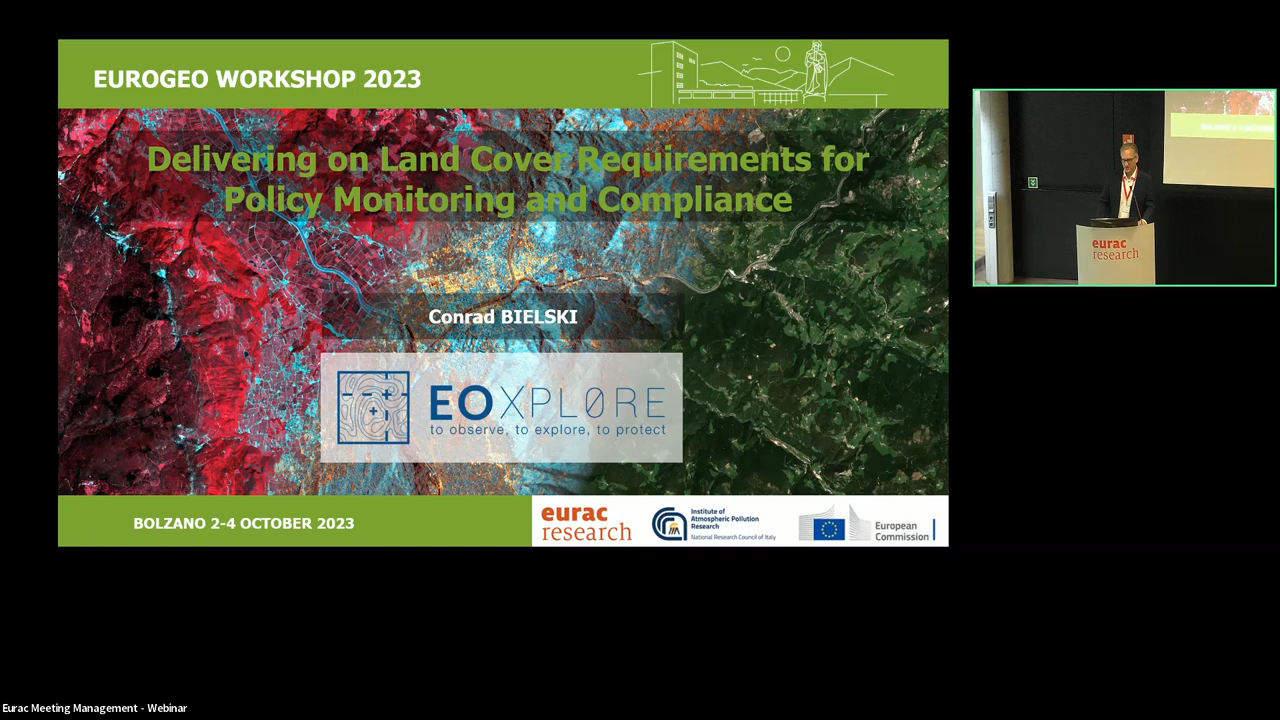 EUROGEO WORKSHOP 2023
Delivering on Land Cover Requirements for
Policy Monitoring and Compliance
Conrad BIELSKI
EOXPL0RE
to observe, to explore, to protect
BOLZANO 2-4 OCTOBER 2023
eurac
research
Institute of
Atmospheric Pollution
Research
National Research Council of Italy
European
Commission
eurac
research
Eurac Meeting Management - Webinar